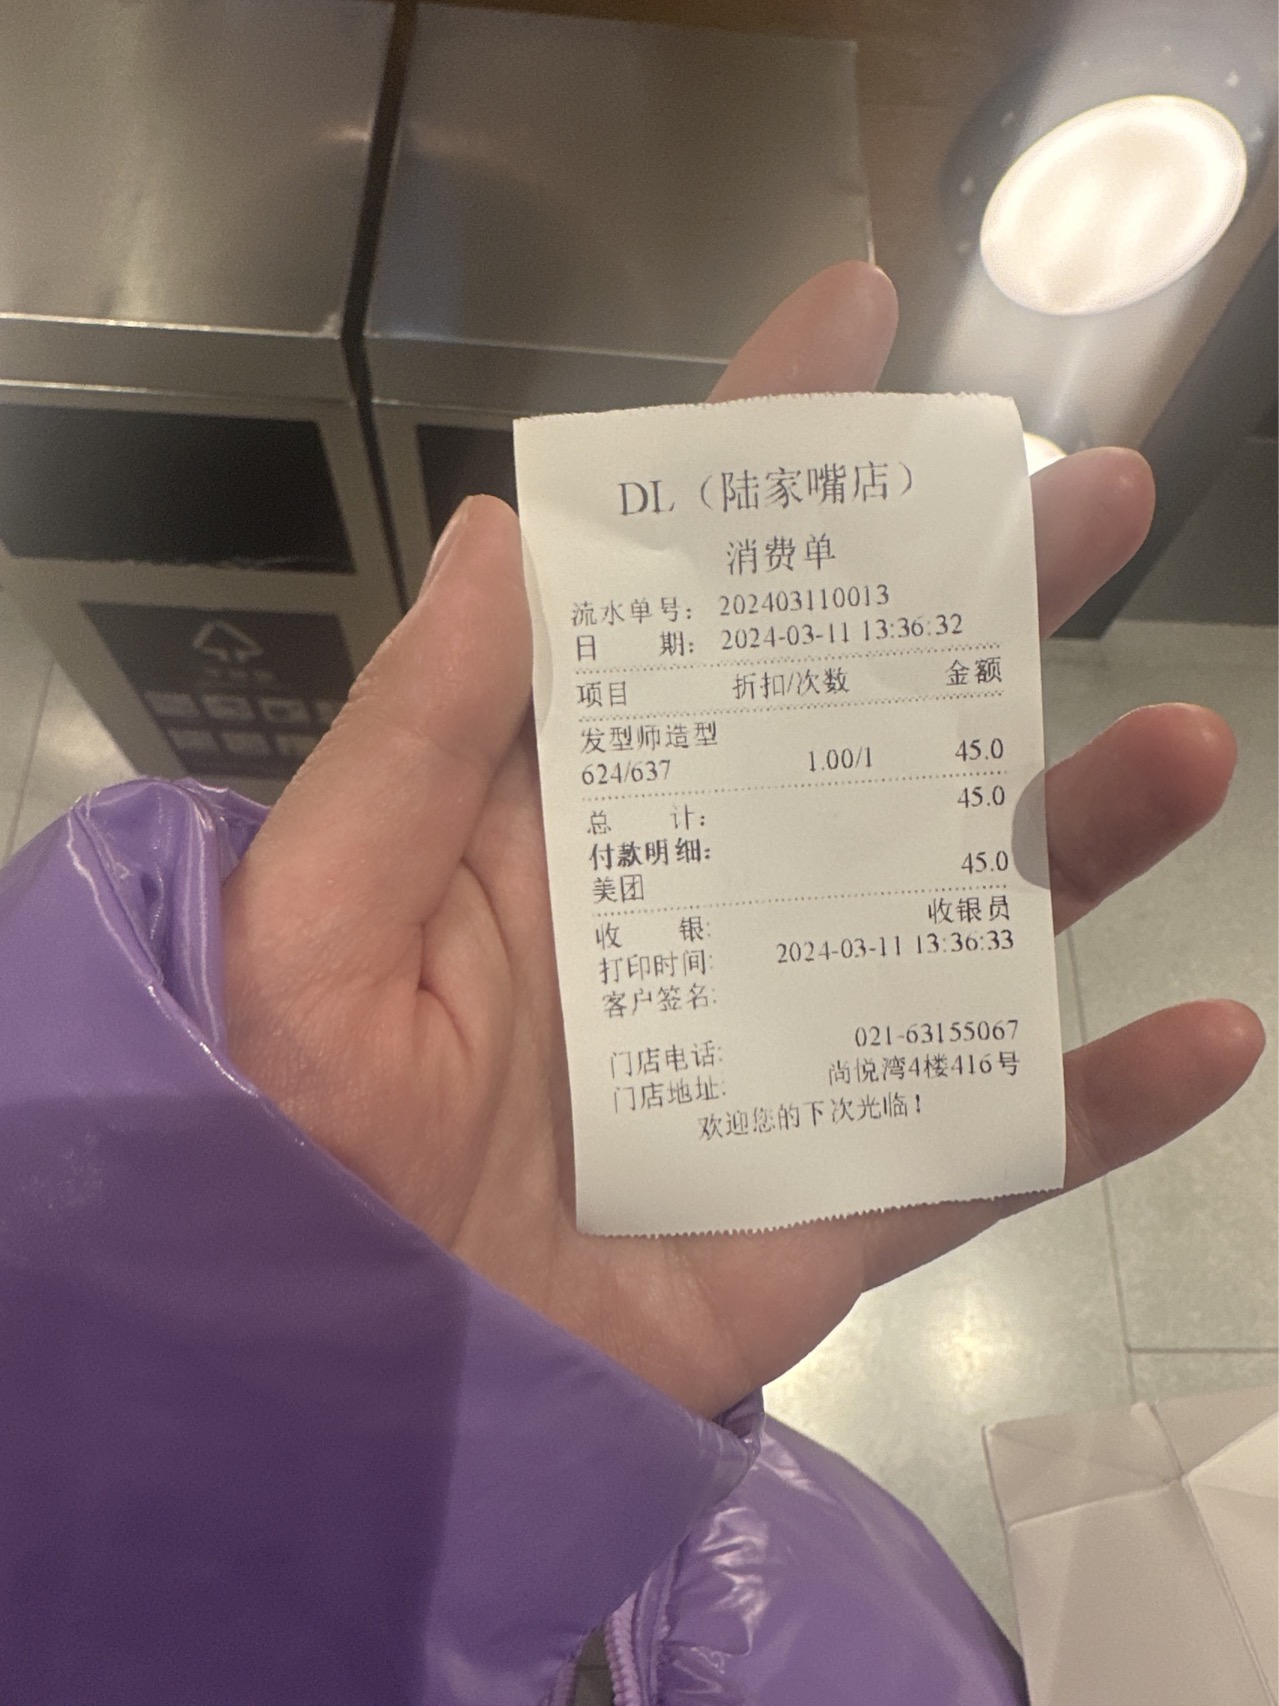 DL（陆家嘴店）
消费单
流水单号： 202403110013
日 期： 2024-03-11 13:36:32
项目 折扣/次数 金额
发型师造型
624/637 1.00/1 45.0
总 计： 45.0
付款明细：
美团 45.0
收 银: 收银员
打印时间: 2024-03-11 13:36:33
客户签名:
门店电话: 021-63155067
门店地址: 尚悦湾4楼416号
欢迎您的下次光临！